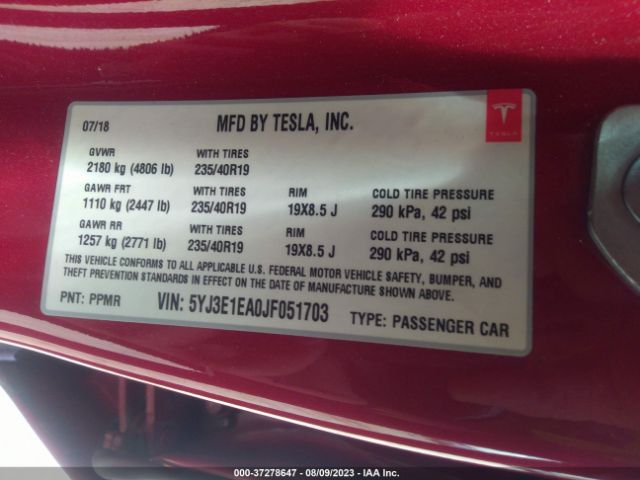 07/18 MFD BY TESLA, INC.
TESLA
GVWR WITH TIRES
2180 kg (4806 lb) 235/40R19
GAWR FRT WITH TIRES RIM COLD TIRE PRESSURE
1110 kg (2447 lb) 235/40R19 19X8.5 J 290 kPa, 42 psi
GAWR RR WITH TIRES RIM COLD TIRE PRESSURE
1257 kg (2771 lb) 235/40R19 19X8.5 J 290 kPa, 42 psi
THIS VEHICLE CONFORMS TO ALL APPLICABLE U.S. FEDERAL MOTOR VEHICLE SAFETY, BUMPER, AND
THEFT PREVENTION STANDARDS IN EFFECT ON THE DATE OF MANUFACTURE SHOWN ABOVE.
PNT: PPMR VIN: 5YJ3E1EA0JF051703 TYPE: PASSENGER CAR
000-37278647 - 08/09/2023 - IAA Inc.